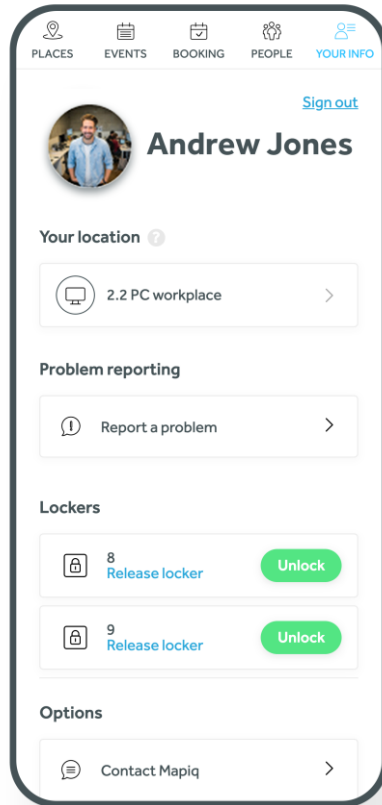 PLACES
EVENTS
BOOKING
PEOPLE
YOUR INFO
Sign out
Andrew Jones
Your location ?
2.2 PC workplace
Problem reporting
Report a problem
Lockers
8
Release locker
Unlock
9
Release locker
Unlock
Options
Contact Mapiq